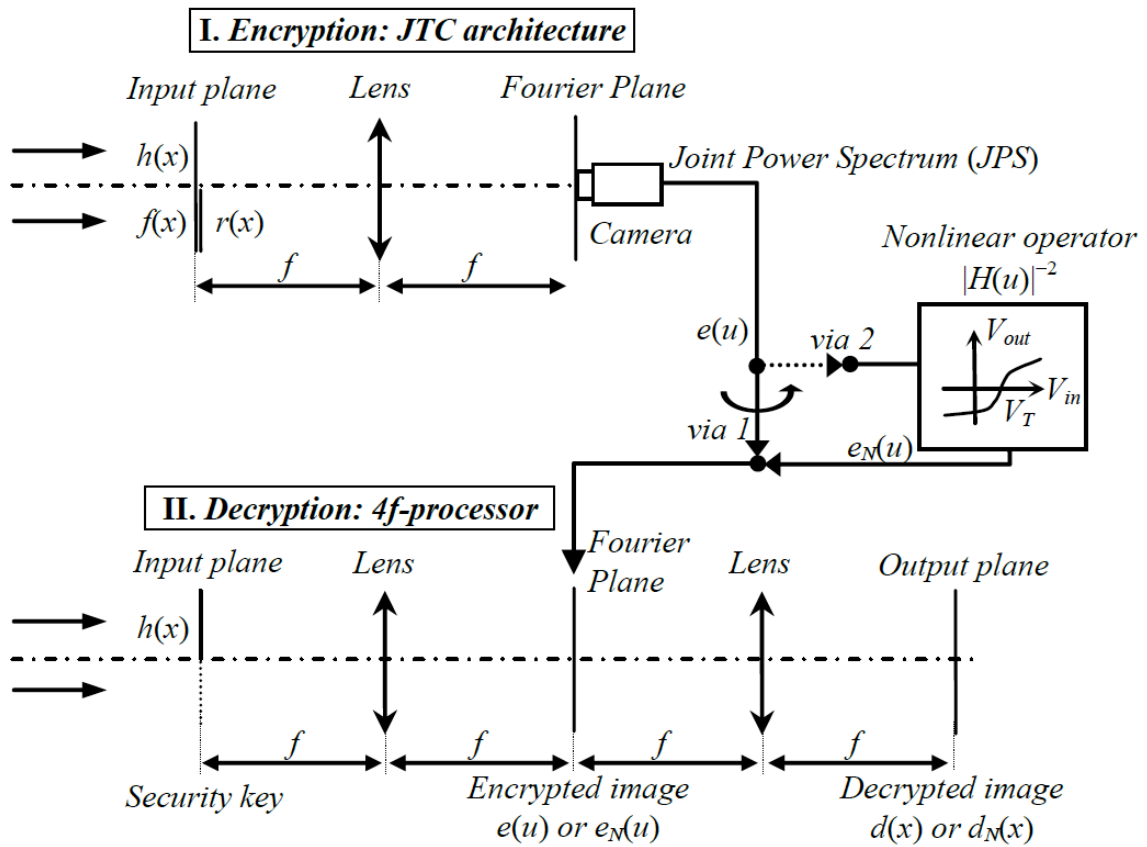 I. Encryption: JTC architecture
Input plane
Lens
Fourier Plane
h(x)
f(x)
r(x)
f
f
Joint Power Spectrum (JPS)
Camera
Nonlinear operator
|H(u)|⁻²
e(u)
via 2
V_out
V_in
V_T
via 1
e_N(u)
II. Decryption: 4f-processor
Input plane
Lens
Fourier
Plane
Lens
Output plane
h(x)
f
f
f
f
Security key
Encrypted image
e(u) or e_N(u)
Decrypted image
d(x) or d_N(x)